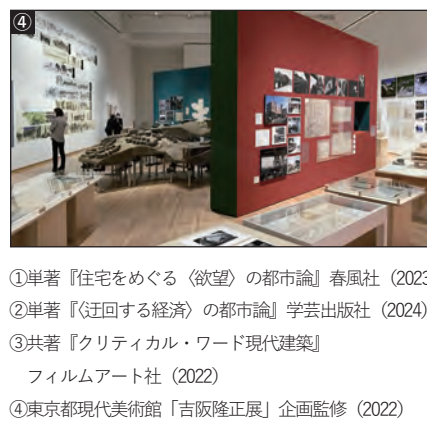 ④
①単著『住宅をめぐる〈欲望〉の都市論』春風社（2023
②単著『〈迂回する経済〉の都市論』学芸出版社（2024）
③共著『クリティカル・ワード現代建築』
フィルムアート社（2022）
④東京都現代美術館「吉阪隆正展」企画監修（2022）